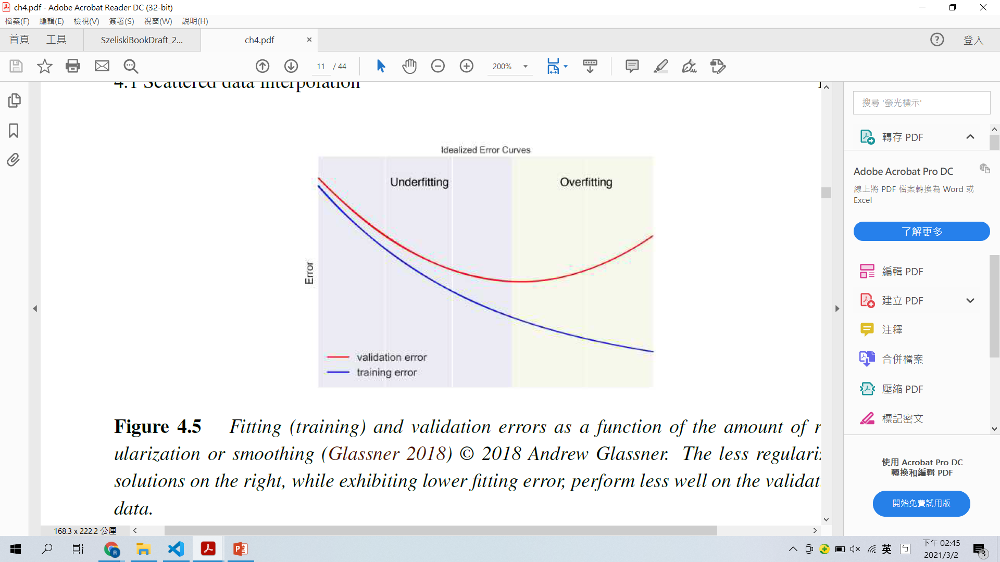 ch4.pdf - Adobe Acrobat Reader DC (32-bit)
檔案(F) 編輯(E) 檢視(V) 簽署(S) 視窗(W) 說明(H)
首頁 工具 SzeliskiBookDraft_2... ch4.pdf × ? 登入
11 / 44 200%
4.1 Scattered data interpolation
Idealized Error Curves
Underfitting Overfitting
Error
validation error
training error
Figure 4.5 Fitting (training) and validation errors as a function of the amount of r
ularization or smoothing (Glassner 2018) © 2018 Andrew Glassner. The less regulariz
solutions on the right, while exhibiting lower fitting error, perform less well on the validat
data.
168.3 x 222.2 公厘
搜尋 '螢光標示'
轉存 PDF
Adobe Acrobat Pro DC
線上將 PDF 檔案轉換為 Word 或
Excel
了解更多
編輯 PDF
建立 PDF
注釋
合併檔案
壓縮 PDF
標記密文
使用 Acrobat Pro DC
轉換和編輯 PDF
開始免費試用版
R
P
英
ㄅ
下午 02:45
2021/3/2
3